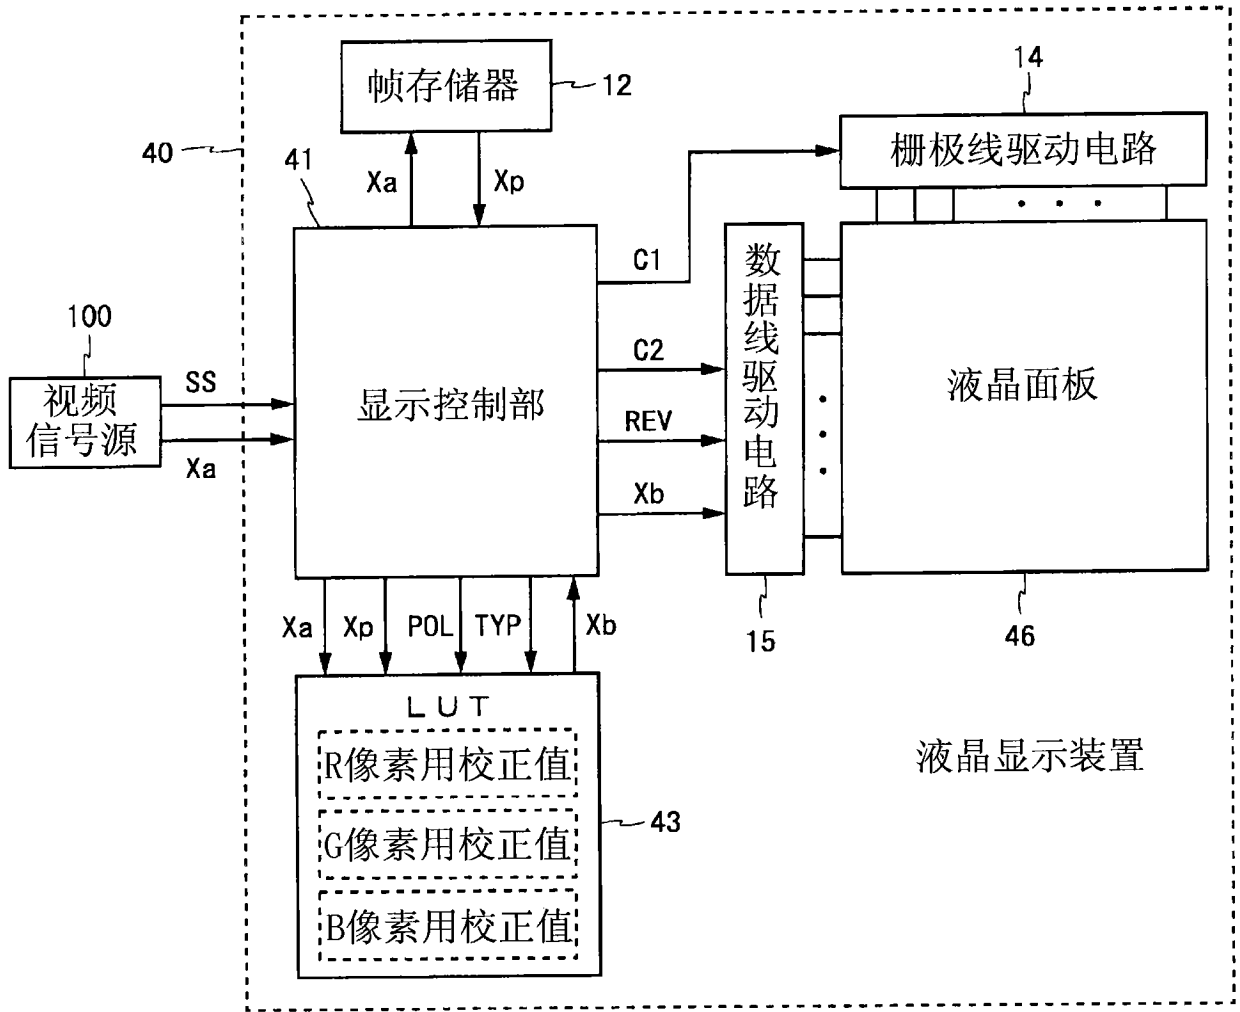 帧存储器
12
14
栅极线驱动电路
40
41
Xa
Xp
C1
数据线驱动电路
100
视频
信号源
SS
Xa
显示控制部
C2
REV
Xb
液晶面板
15
46
Xa
Xp
POL
TYP
Xb
LUT
R像素用校正值
G像素用校正值
B像素用校正值
43
液晶显示装置